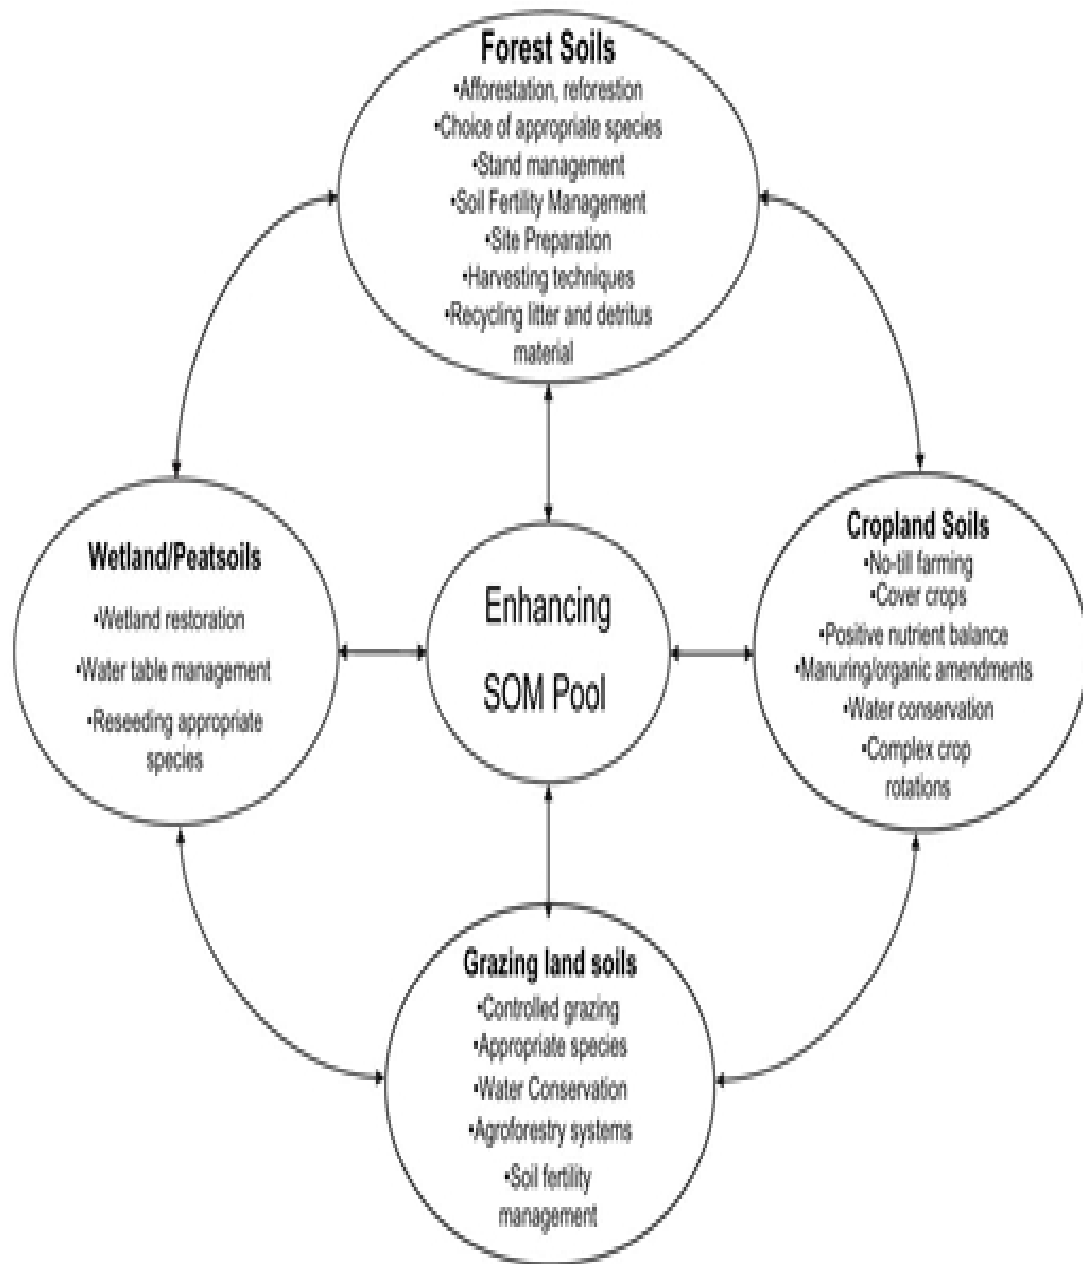 Forest Soils
•Afforestation, reforestion
•Choice of appropriate species
•Stand management
•Soil Fertility Management
•Site Preparation
•Harvesting techniques
•Recycling litter and detritus
material
Wetland/Peatsoils
•Wetland restoration
•Water table management
•Reseeding appropriate
species
Enhancing
SOM Pool
Cropland Soils
•No-till farming
•Cover crops
•Positive nutrient balance
•Manuring/organic amendments
•Water conservation
•Complex crop
rotations
Grazing land soils
•Controlled grazing
•Appropriate species
•Water Conservation
•Agroforestry systems
•Soil fertility
management